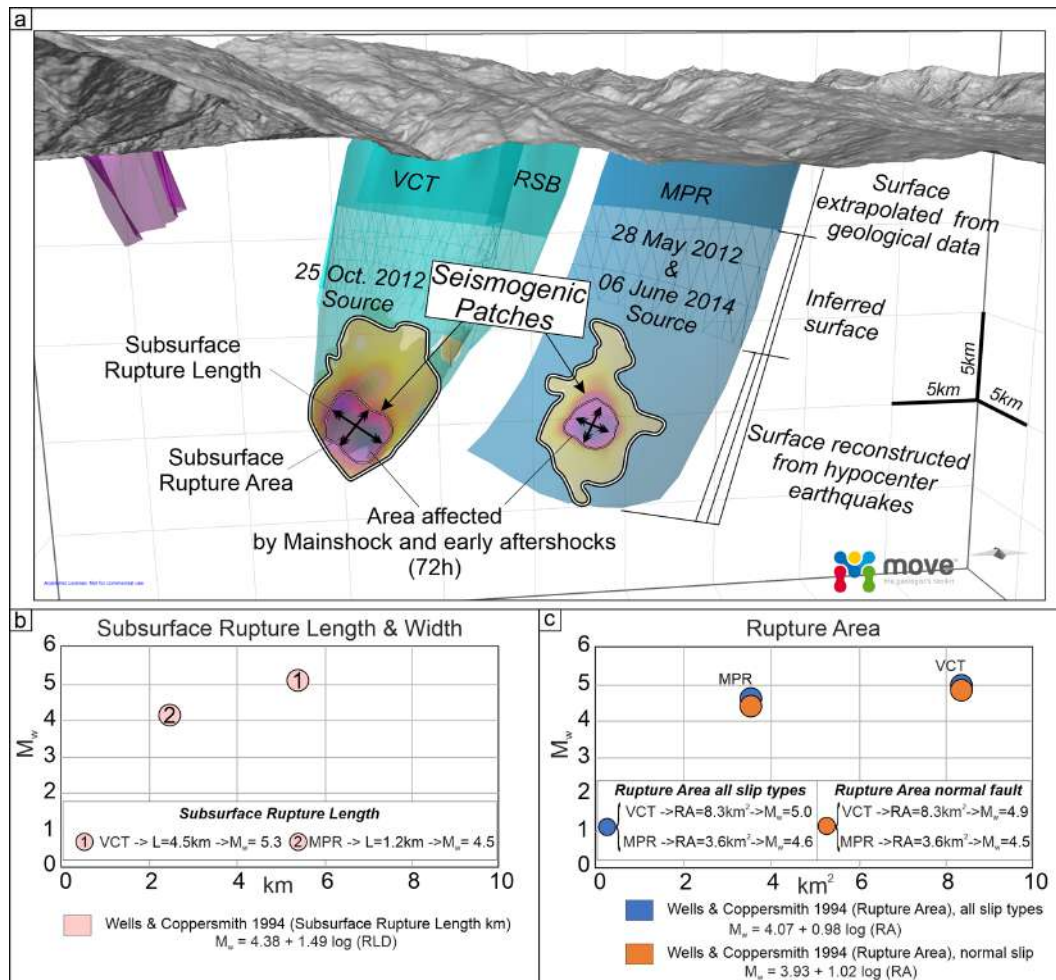 a
VCT
RSB
MPR
Surface
extrapolated from
geological data
28 May 2012
&
06 June 2014
Source
25 Oct. 2012
Source
Seismogenic
Patches
Inferred
surface
Subsurface
Rupture Length
5km
5km
5km
Subsurface
Rupture Area
Surface reconstructed
from hypocenter
earthquakes
Area affected
by Mainshock and early aftershocks
(72h)
Academic License: Not for commercial use
move
the geologist's toolkit
b
Subsurface Rupture Length & Width
6
5
4
3
2
1
0
Mw
1
2
Subsurface Rupture Length
1 VCT -> L=4.5km ->Mw= 5.3 2 MPR -> L=1.2km ->Mw= 4.5
0 2 4 6 8 10
km
Wells & Coppersmith 1994 (Subsurface Rupture Length km)
Mw = 4.38 + 1.49 log (RLD)
c
Rupture Area
6
5
4
3
2
1
0
Mw
MPR
VCT
Rupture Area all slip types
VCT ->RA=8.3km²->Mw=5.0
MPR ->RA=3.6km²->Mw=4.6
Rupture Area normal fault
VCT ->RA=8.3km²->Mw=4.9
MPR ->RA=3.6km²->Mw=4.5
0 2 4 6 8 10
km²
Wells & Coppersmith 1994 (Rupture Area), all slip types
Mw = 4.07 + 0.98 log (RA)
Wells & Coppersmith 1994 (Rupture Area), normal slip
Mw = 3.93 + 1.02 log (RA)